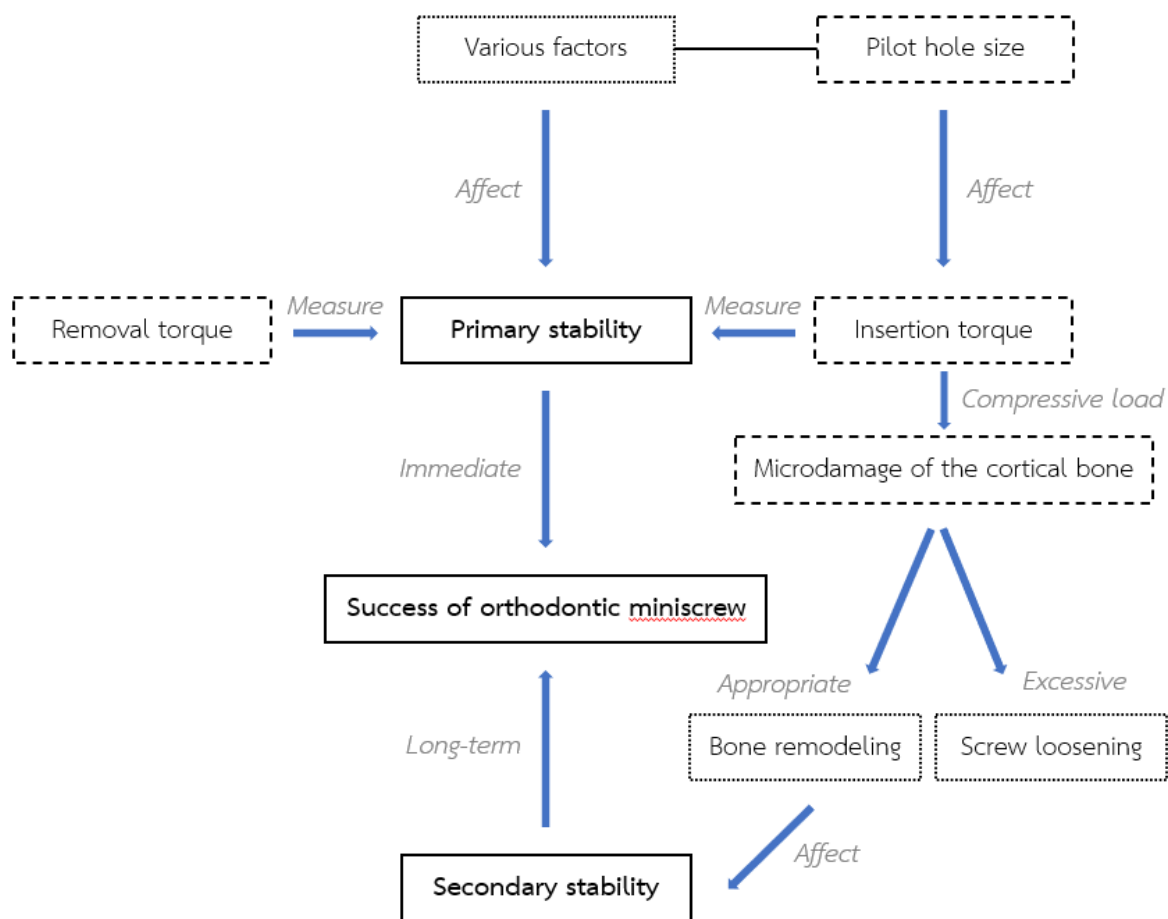 Various factors
Pilot hole size
Affect
Affect
Removal torque
Measure
Primary stability
Measure
Insertion torque
Compressive load
Immediate
Microdamage of the cortical bone
Success of orthodontic miniscrew
Appropriate
Excessive
Long-term
Bone remodeling
Screw loosening
Affect
Secondary stability